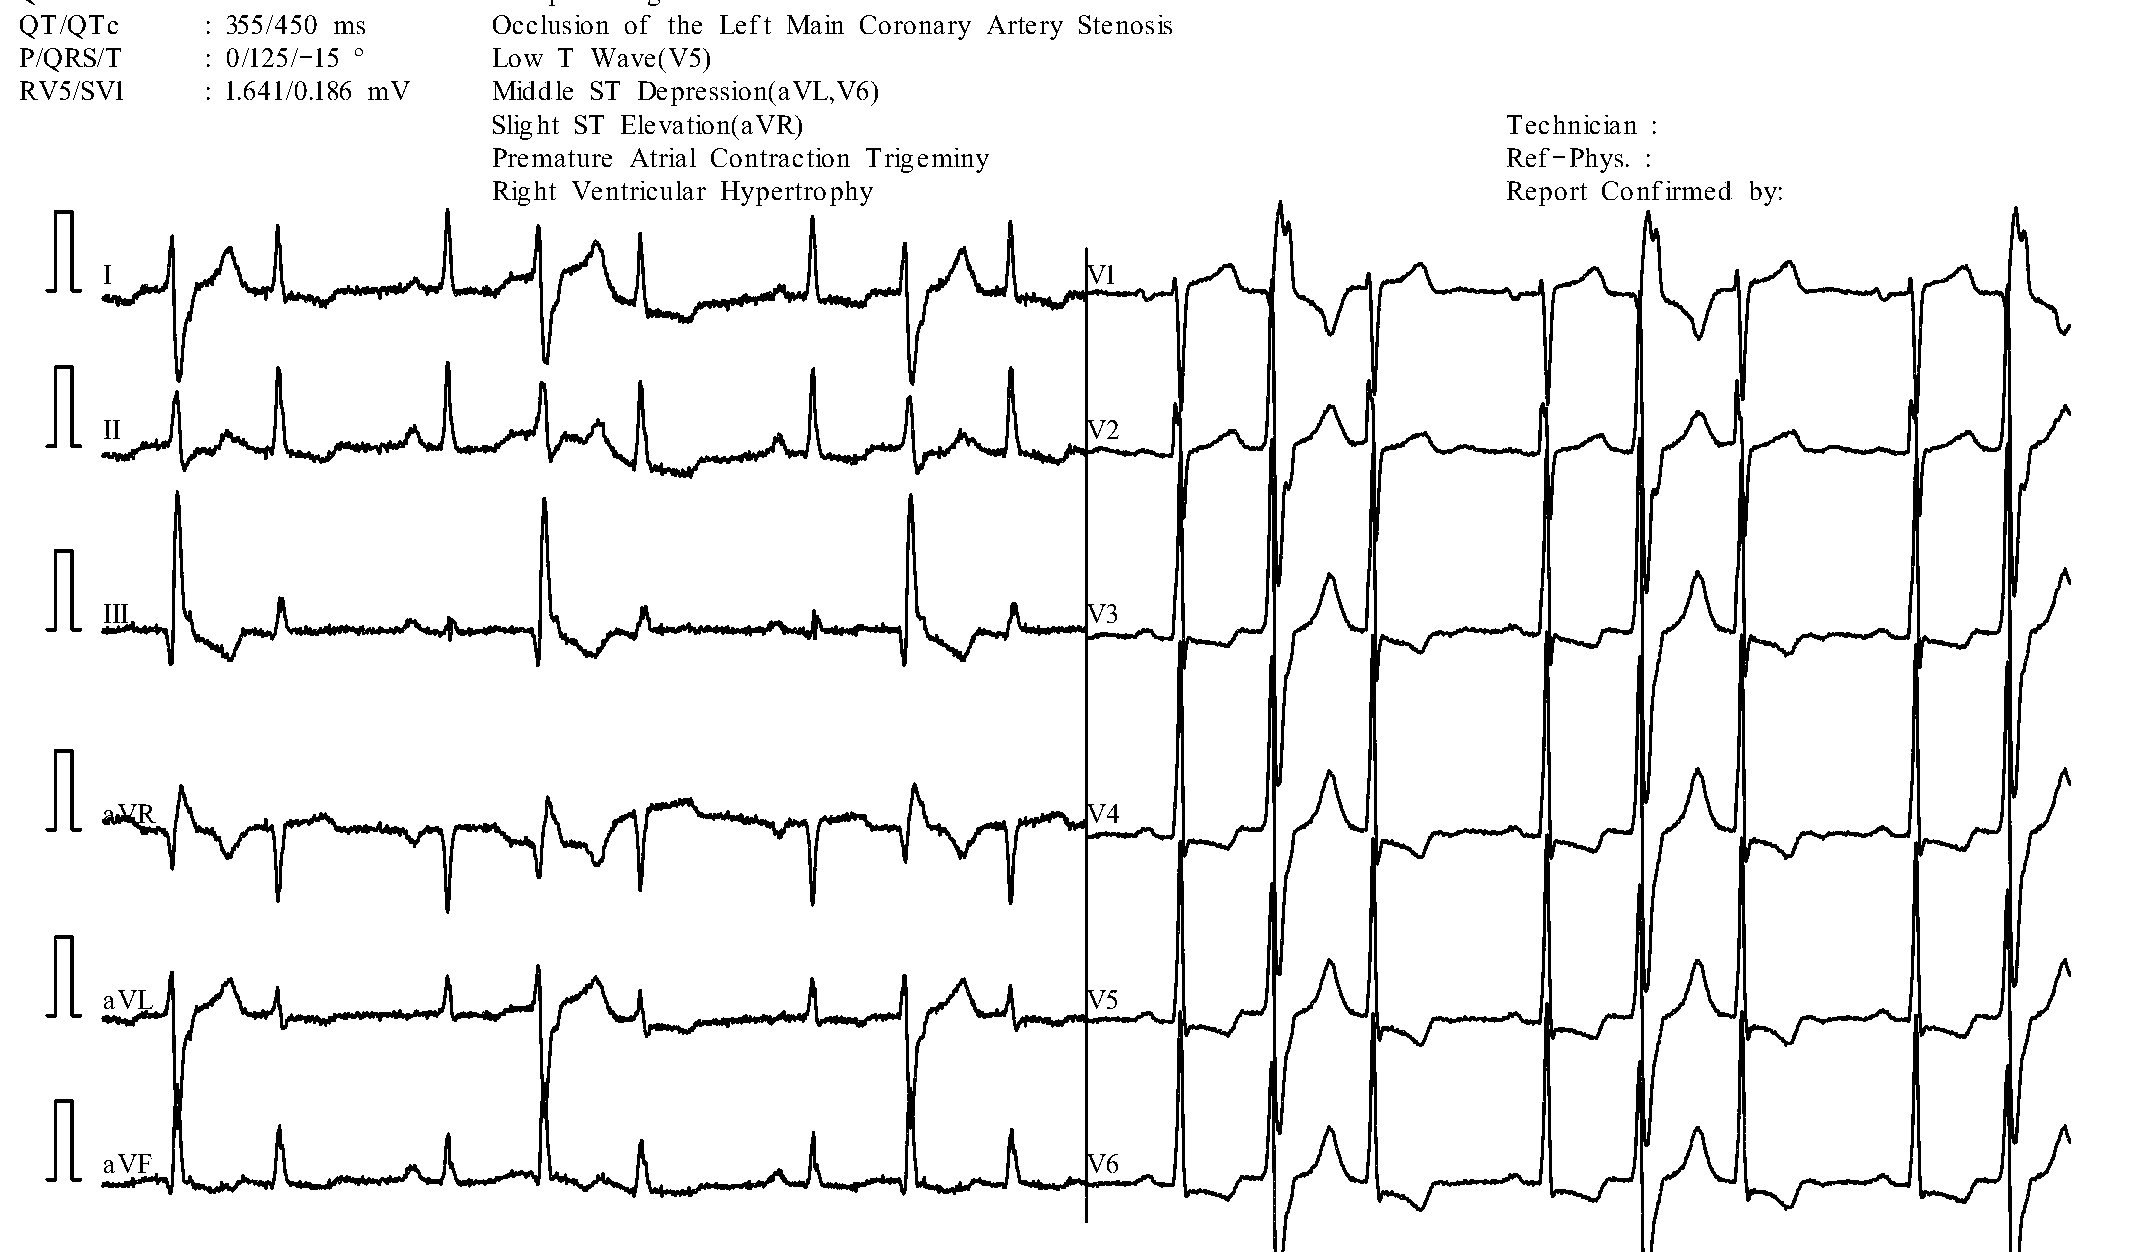 QT/QTc : 355/450 ms
P/QRS/T : 0/125/-15 °
RV5/SV1 : 1.641/0.186 mV
Occlusion of the Left Main Coronary Artery Stenosis
Low T Wave(V5)
Middle ST Depression(aVL,V6)
Slight ST Elevation(aVR)
Premature Atrial Contraction Trigeminy
Right Ventricular Hypertrophy
Technician :
Ref-Phys. :
Report Confirmed by:
I
II
III
aVR
aVL
aVF
V1
V2
V3
V4
V5
V6